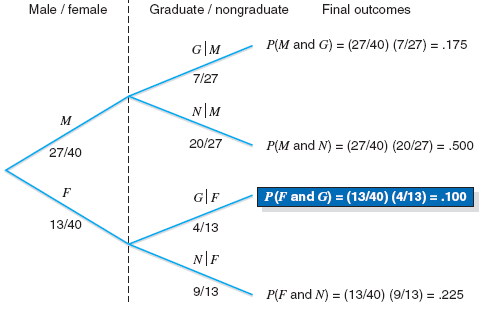 Male / female Graduate / nongraduate Final outcomes
G|M P(M and G) = (27/40) (7/27) = .175
7/27
M N|M
27/40 20/27 P(M and N) = (27/40) (20/27) = .500
F G|F P(F and G) = (13/40) (4/13) = .100
13/40 4/13
N|F
9/13 P(F and N) = (13/40) (9/13) = .225